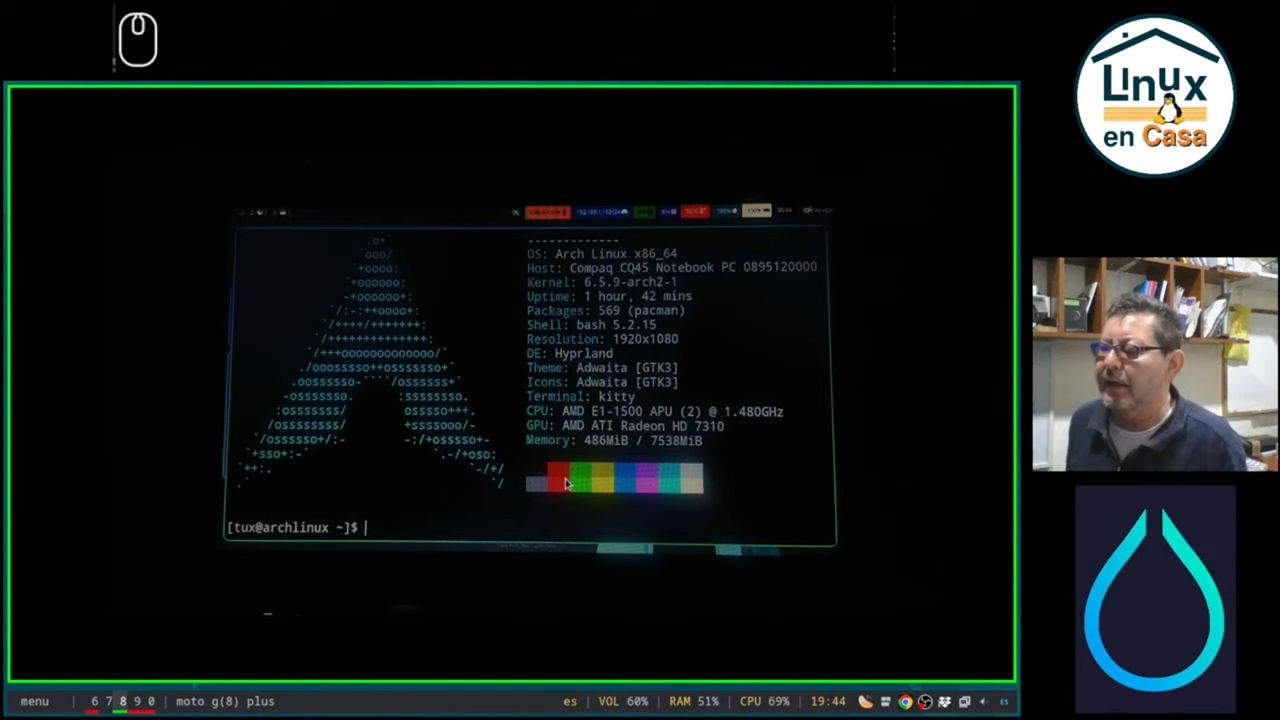 Linux
en Casa
-------------
OS: Arch Linux x86_64
Host: Compaq CQ45 Notebook PC 0895120000
Kernel: 6.5.9-arch2-1
Uptime: 1 hour, 42 mins
Packages: 569 (pacman)
Shell: bash 5.2.15
Resolution: 1920x1080
DE: Hyprland
Theme: Adwaita [GTK3]
Icons: Adwaita [GTK3]
Terminal: kitty
CPU: AMD E1-1500 APU (2) @ 1.480GHz
GPU: AMD ATI Radeon HD 7310
Memory: 486MiB / 7538MiB
[tux@archlinux ~]$
menu | 6 7 8 9 0 | moto g(8) plus es | VOL 60% | RAM 51% | CPU 69% | 19:44 ES